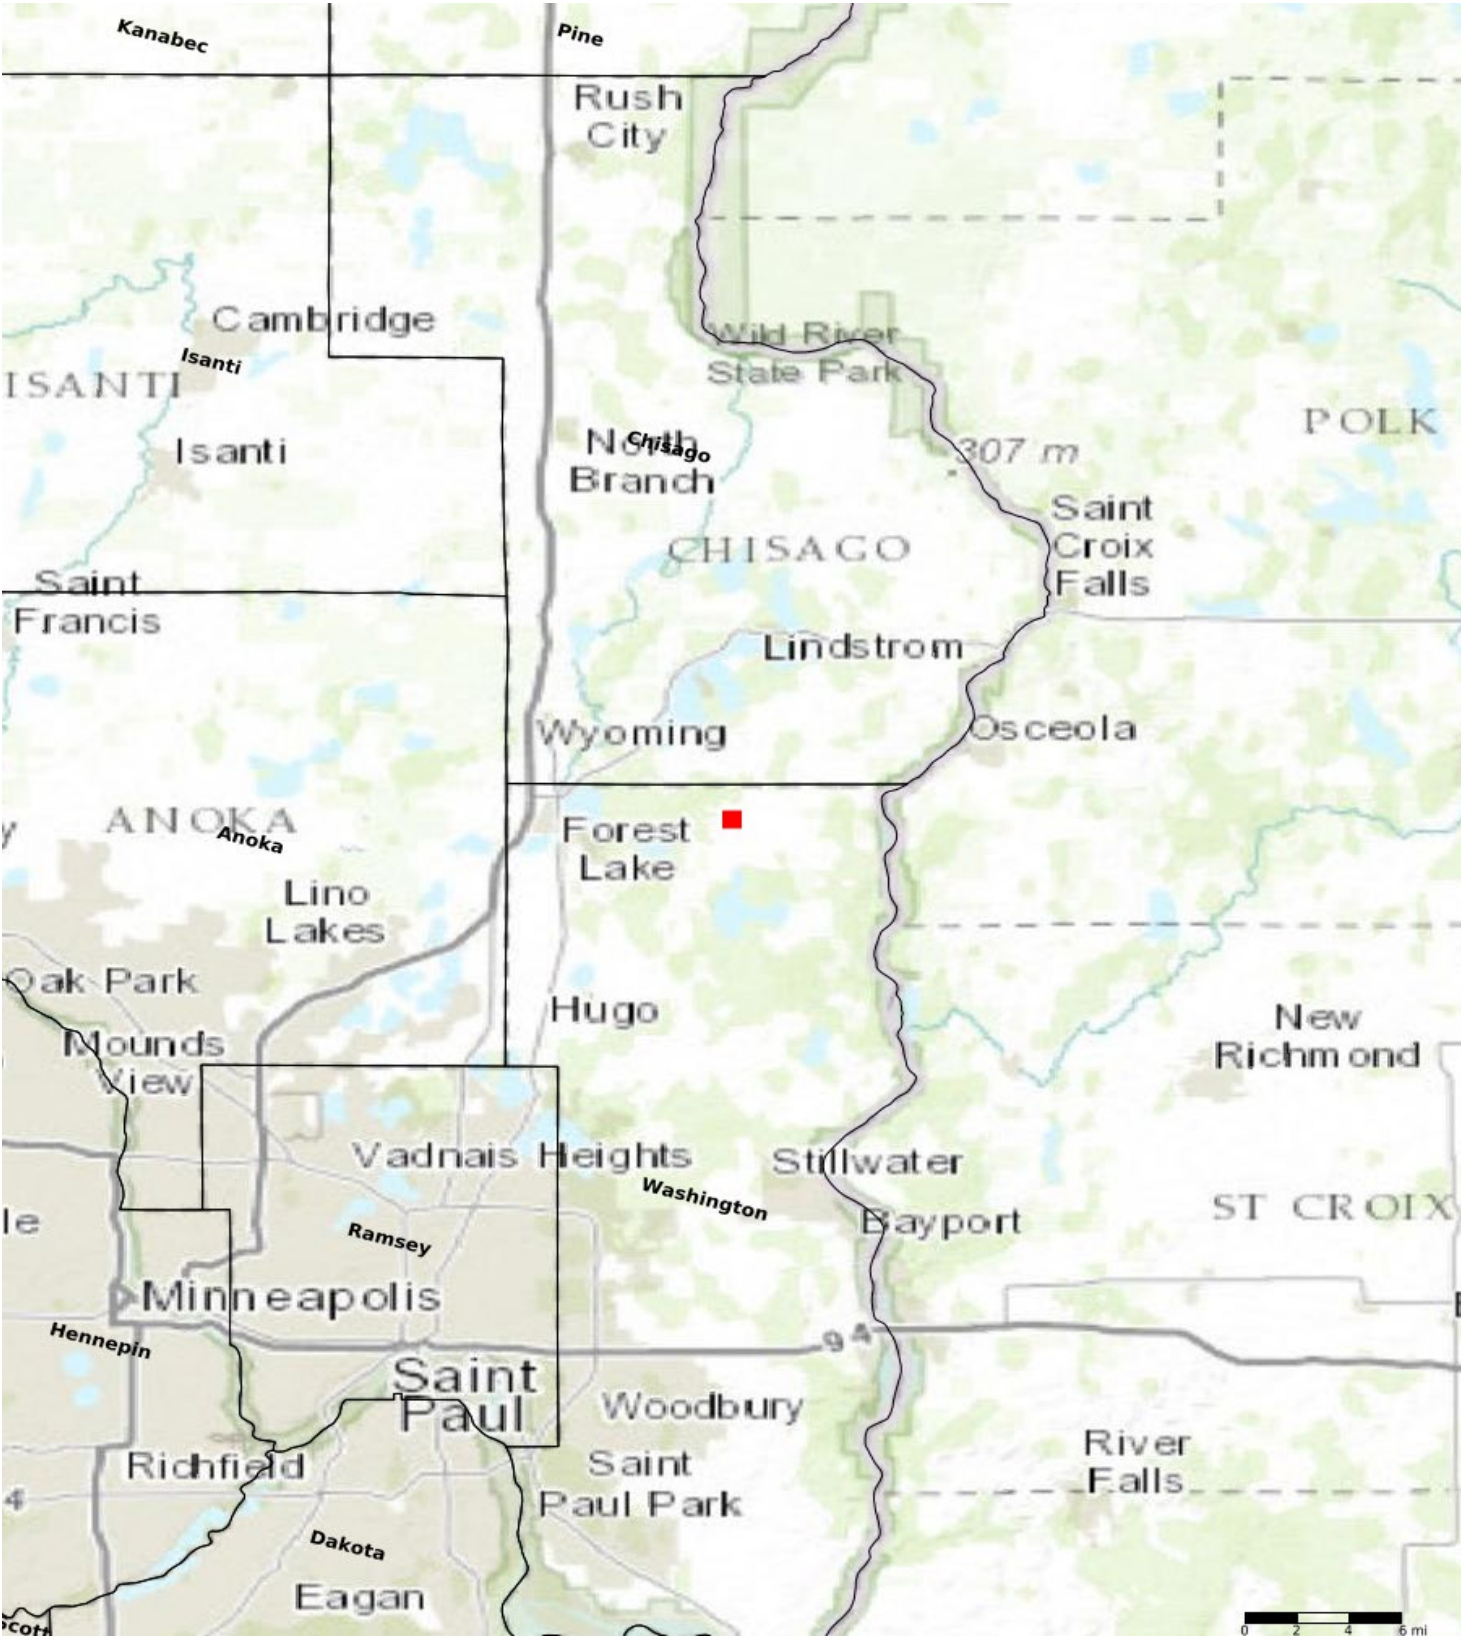 Kanabec
Pine
Rush
City
Cambridge
Isanti
ISANTI
Isanti
Wild River
State Park
North
Branch
Chisago
307 m
POLK
Saint
Croix
Falls
CHISAGO
Saint
Francis
Lindstrom
Wyoming
Osceola
y
ANOKA
Anoka
Forest
Lake
Lino
Lakes
Oak Park
Hugo
Mounds
View
New
Richmond
Vadnais Heights
Stillwater
Washington
le
Ramsey
Bayport
ST CROIX
Minneapolis
Hennepin
94
Saint
Paul
Woodbury
Richfield
Saint
Paul Park
River
Falls
4
Dakota
Eagan
0 2 4 6 mi